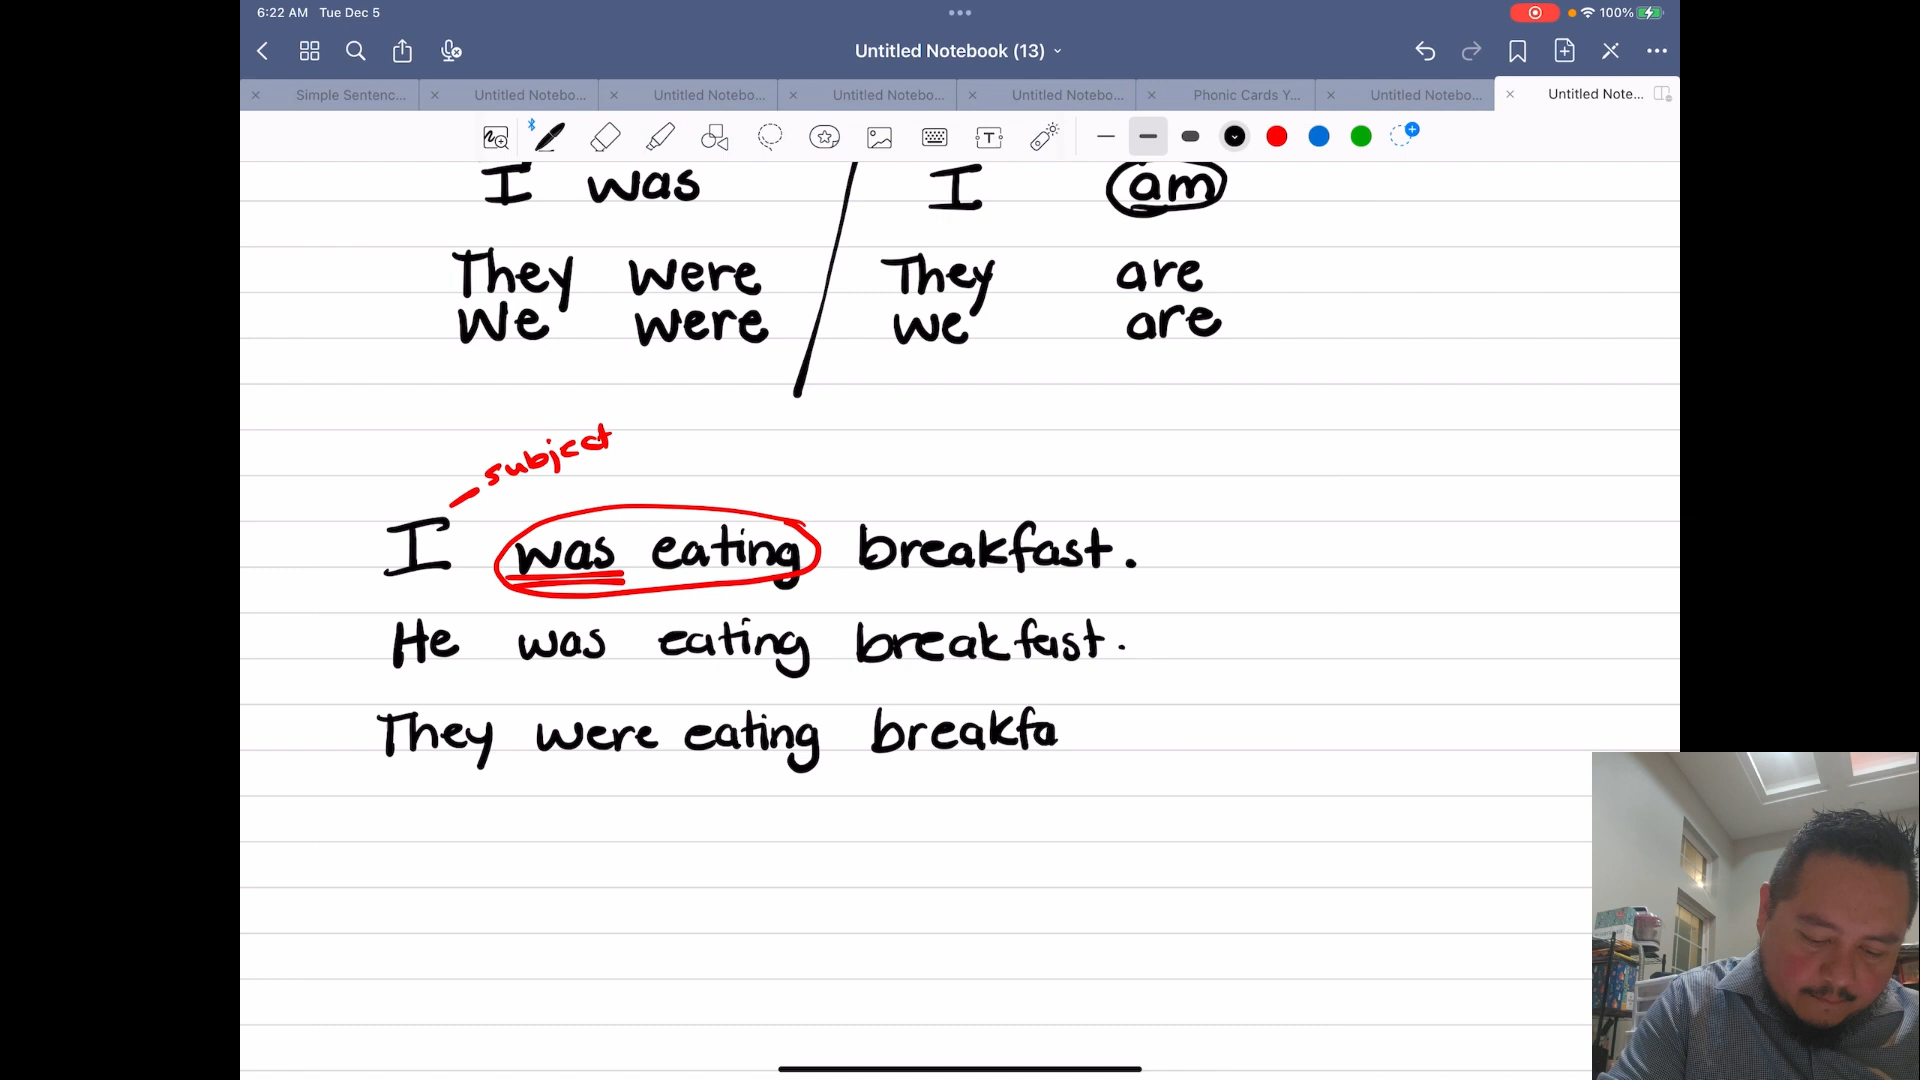 6:22 AM Tue Dec 5
100%
Untitled Notebook (13)
Simple Sentenc... Untitled Notebo... Untitled Notebo... Untitled Notebo... Untitled Notebo... Phonic Cards Y... Untitled Notebo... Untitled Note...
I was I am
They were They are
We were we are
subject
I was eating breakfast.
He was eating breakfast.
They were eating breakfa